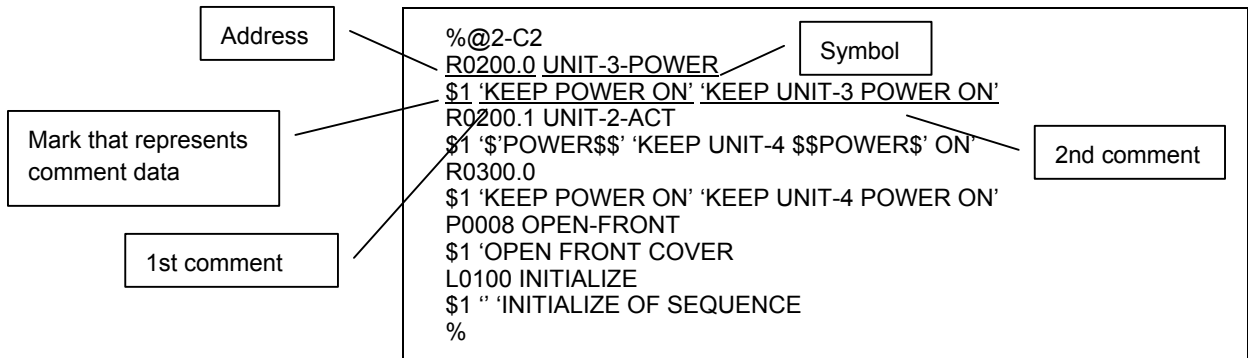 Address
%@2-C2
Symbol
R0200.0 UNIT-3-POWER
$1 ‘KEEP POWER ON’ ‘KEEP UNIT-3 POWER ON’
R0200.1 UNIT-2-ACT
Mark that represents
comment data
$1 ‘$’POWER$$’ ‘KEEP UNIT-4 $$POWER$’ ON’
2nd comment
R0300.0
$1 ‘KEEP POWER ON’ ‘KEEP UNIT-4 POWER ON’
P0008 OPEN-FRONT
1st comment
$1 ‘OPEN FRONT COVER
L0100 INITIALIZE
$1 ‘’ ‘INITIALIZE OF SEQUENCE
%